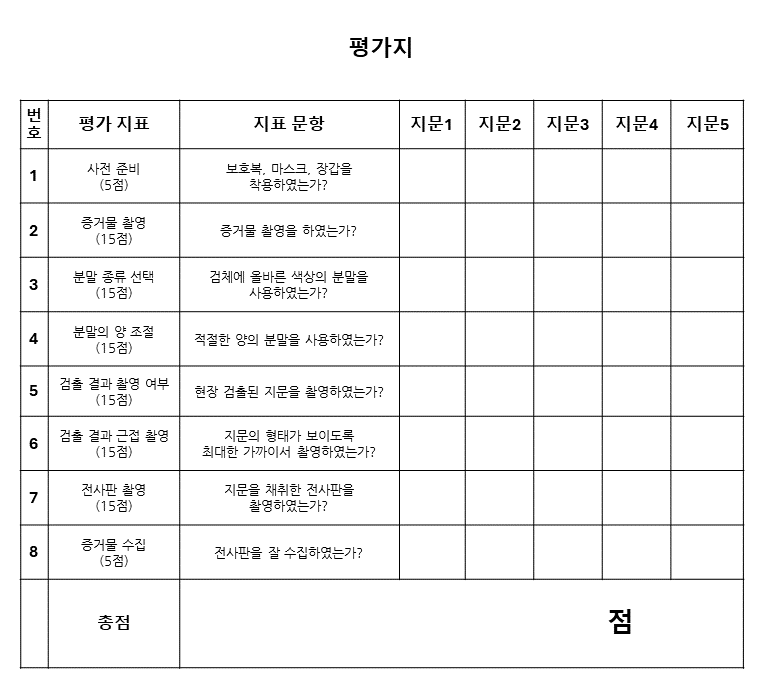 평가지
번호 평가 지표 지표 문항 지문1 지문2 지문3 지문4 지문5
1 사전 준비 (5점) 보호복, 마스크, 장갑을 착용하였는가?
2 증거물 촬영 (15점) 증거물 촬영을 하였는가?
3 분말 종류 선택 (15점) 검체에 올바른 색상의 분말을 사용하였는가?
4 분말의 양 조절 (15점) 적절한 양의 분말을 사용하였는가?
5 검출 결과 촬영 여부 (15점) 현장 검출된 지문을 촬영하였는가?
6 검출 결과 근접 촬영 (15점) 지문의 형태가 보이도록 최대한 가까이서 촬영하였는가?
7 전사판 촬영 (15점) 지문을 채취한 전사판을 촬영하였는가?
8 증거물 수집 (5점) 전사판을 잘 수집하였는가?
총점 점